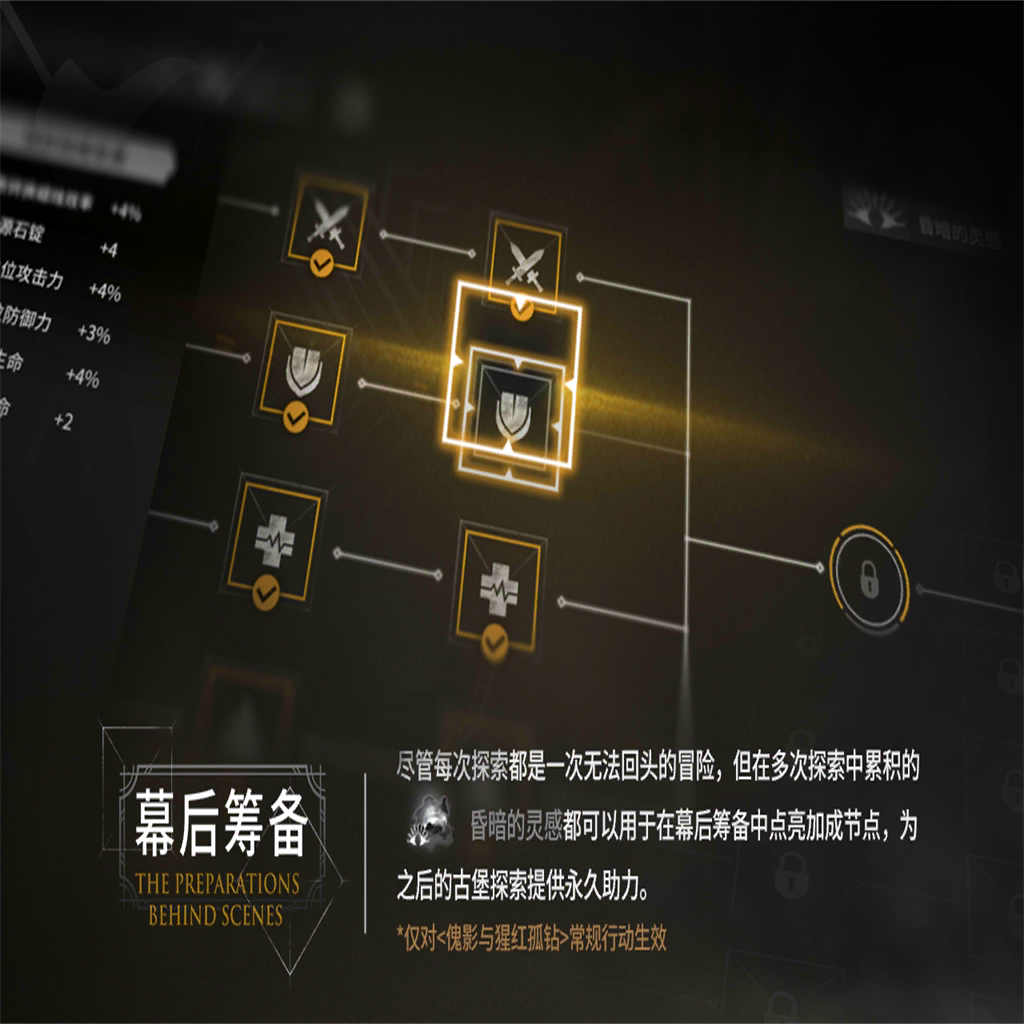 +4%
源石锭 +4
位攻击力 +4%
防御力 +3%
生命 +4%
命 +2
昏暗的灵感
幕后筹备
THE PREPARATIONS
BEHIND SCENES
尽管每次探索都是一次无法回头的冒险，但在多次探索中累积的
昏暗的灵感都可以用于在幕后筹备中点亮加成节点，为
之后的古堡探索提供永久助力。
*仅对<傀影与猩红孤钻>常规行动生效